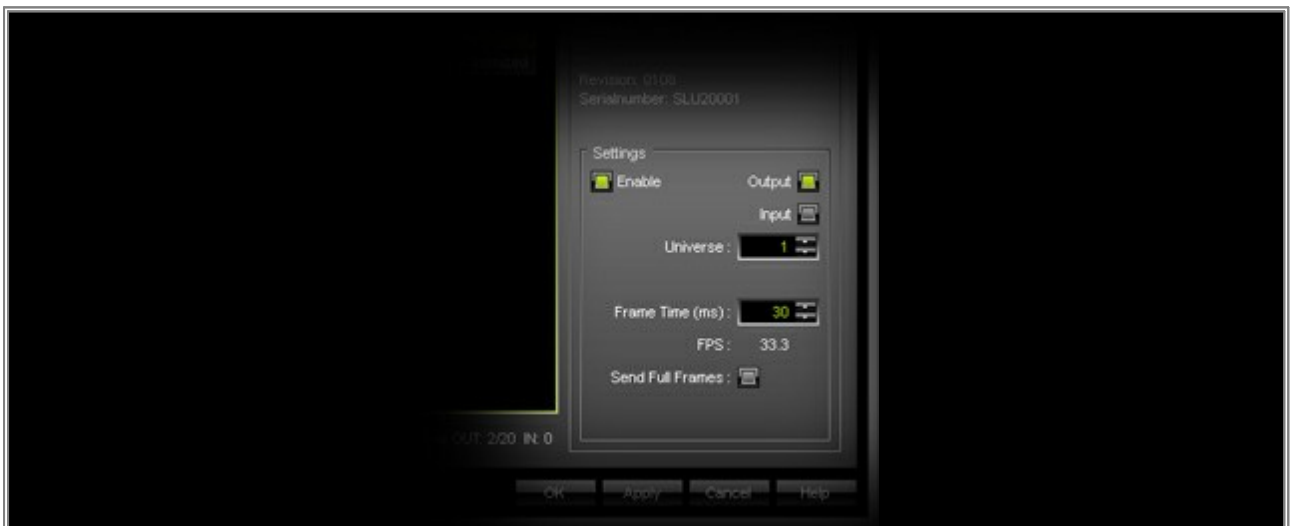 Revision: 0108
Serialnumber: SLU20001
Settings
Enable
Output
Input
Universe : 1
Frame Time (ms) : 30
FPS : 33.3
Send Full Frames :
OUT: 2/20 IN: 0
OK
Apply
Cancel
Help